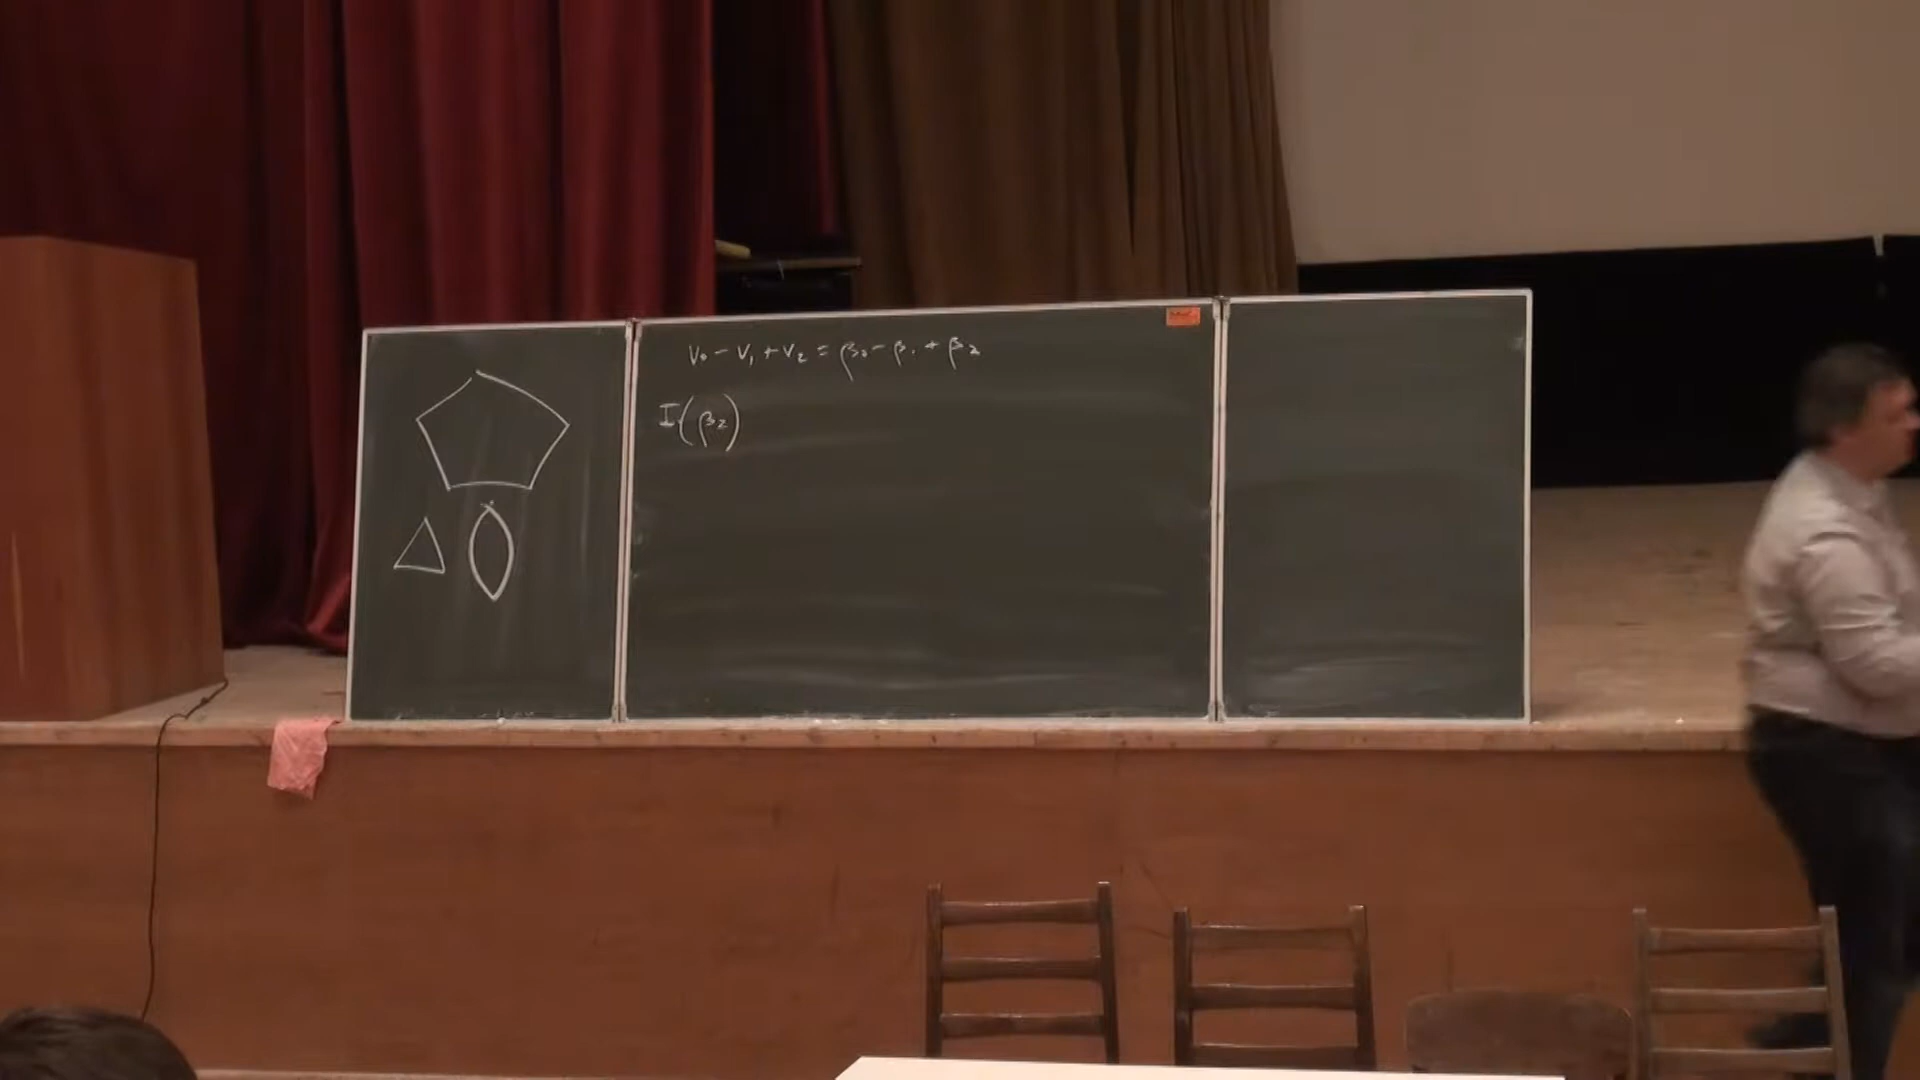 V₀ - V₁ + V₂ = β₀ - β₁ + β₂
I(β₂)